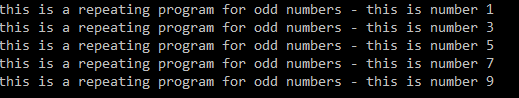 this is a repeating program for odd numbers - this is number 1
this is a repeating program for odd numbers - this is number 3
this is a repeating program for odd numbers - this is number 5
this is a repeating program for odd numbers - this is number 7
this is a repeating program for odd numbers - this is number 9